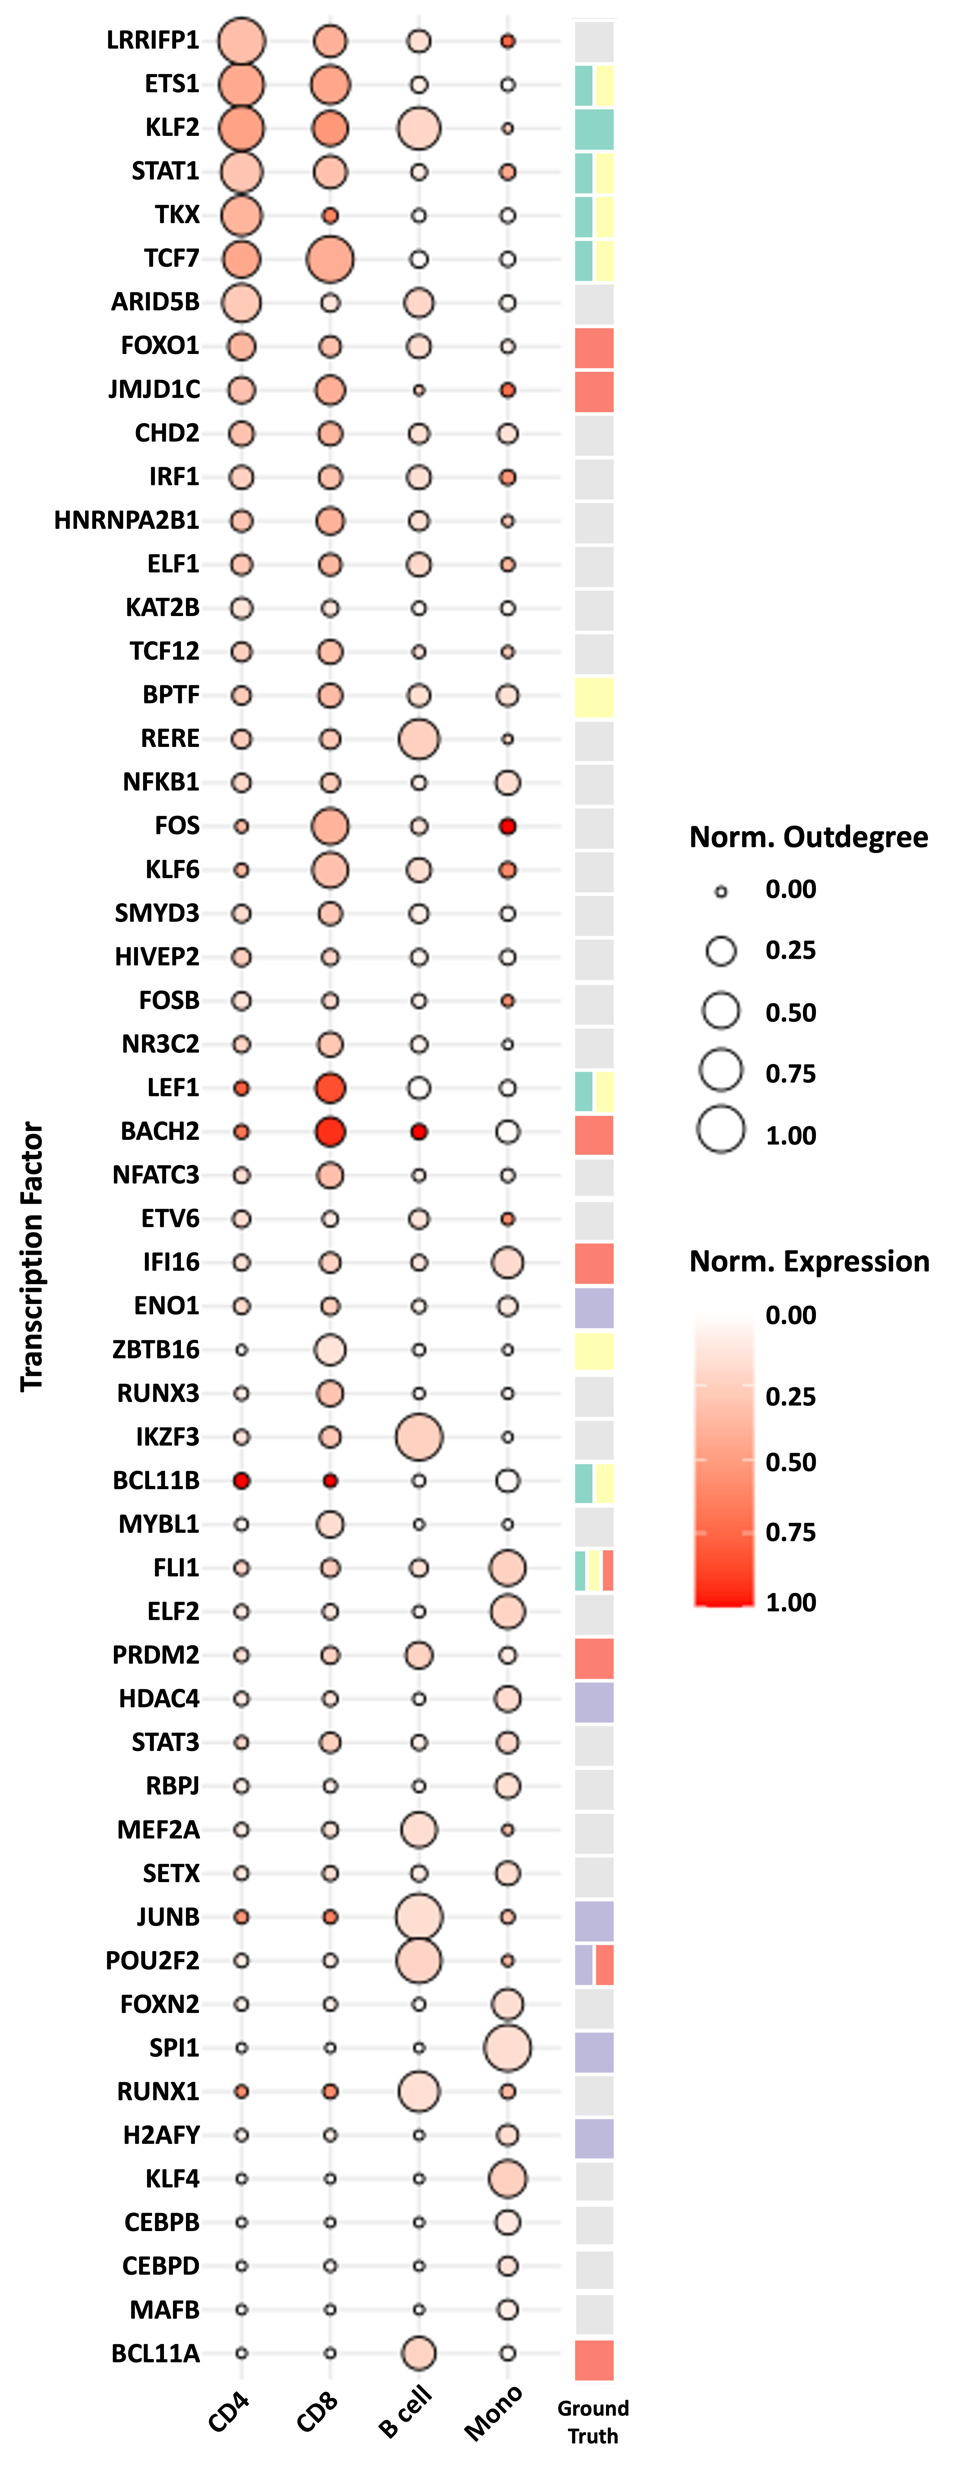 LRRIFP1
ETS1
KLF2
STAT1
TKX
TCF7
ARID5B
FOXO1
JMJD1C
CHD2
IRF1
HNRNPA2B1
ELF1
KAT2B
TCF12
BPTF
RERE
NFKB1
FOS
KLF6
SMYD3
HIVEP2
FOSB
NR3C2
LEF1
BACH2
NFATC3
ETV6
IFI16
ENO1
ZBTB16
RUNX3
IKZF3
BCL11B
MYBL1
FLI1
ELF2
PRDM2
HDAC4
STAT3
RBPJ
MEF2A
SETX
JUNB
POU2F2
FOXN2
SPI1
RUNX1
H2AFY
KLF4
CEBPB
CEBPD
MAFB
BCL11A
Transcription Factor
CD4
CD8
B cell
Mono
Ground
Truth
Norm. Outdegree
0.00
0.25
0.50
0.75
1.00
Norm. Expression
0.00
0.25
0.50
0.75
1.00